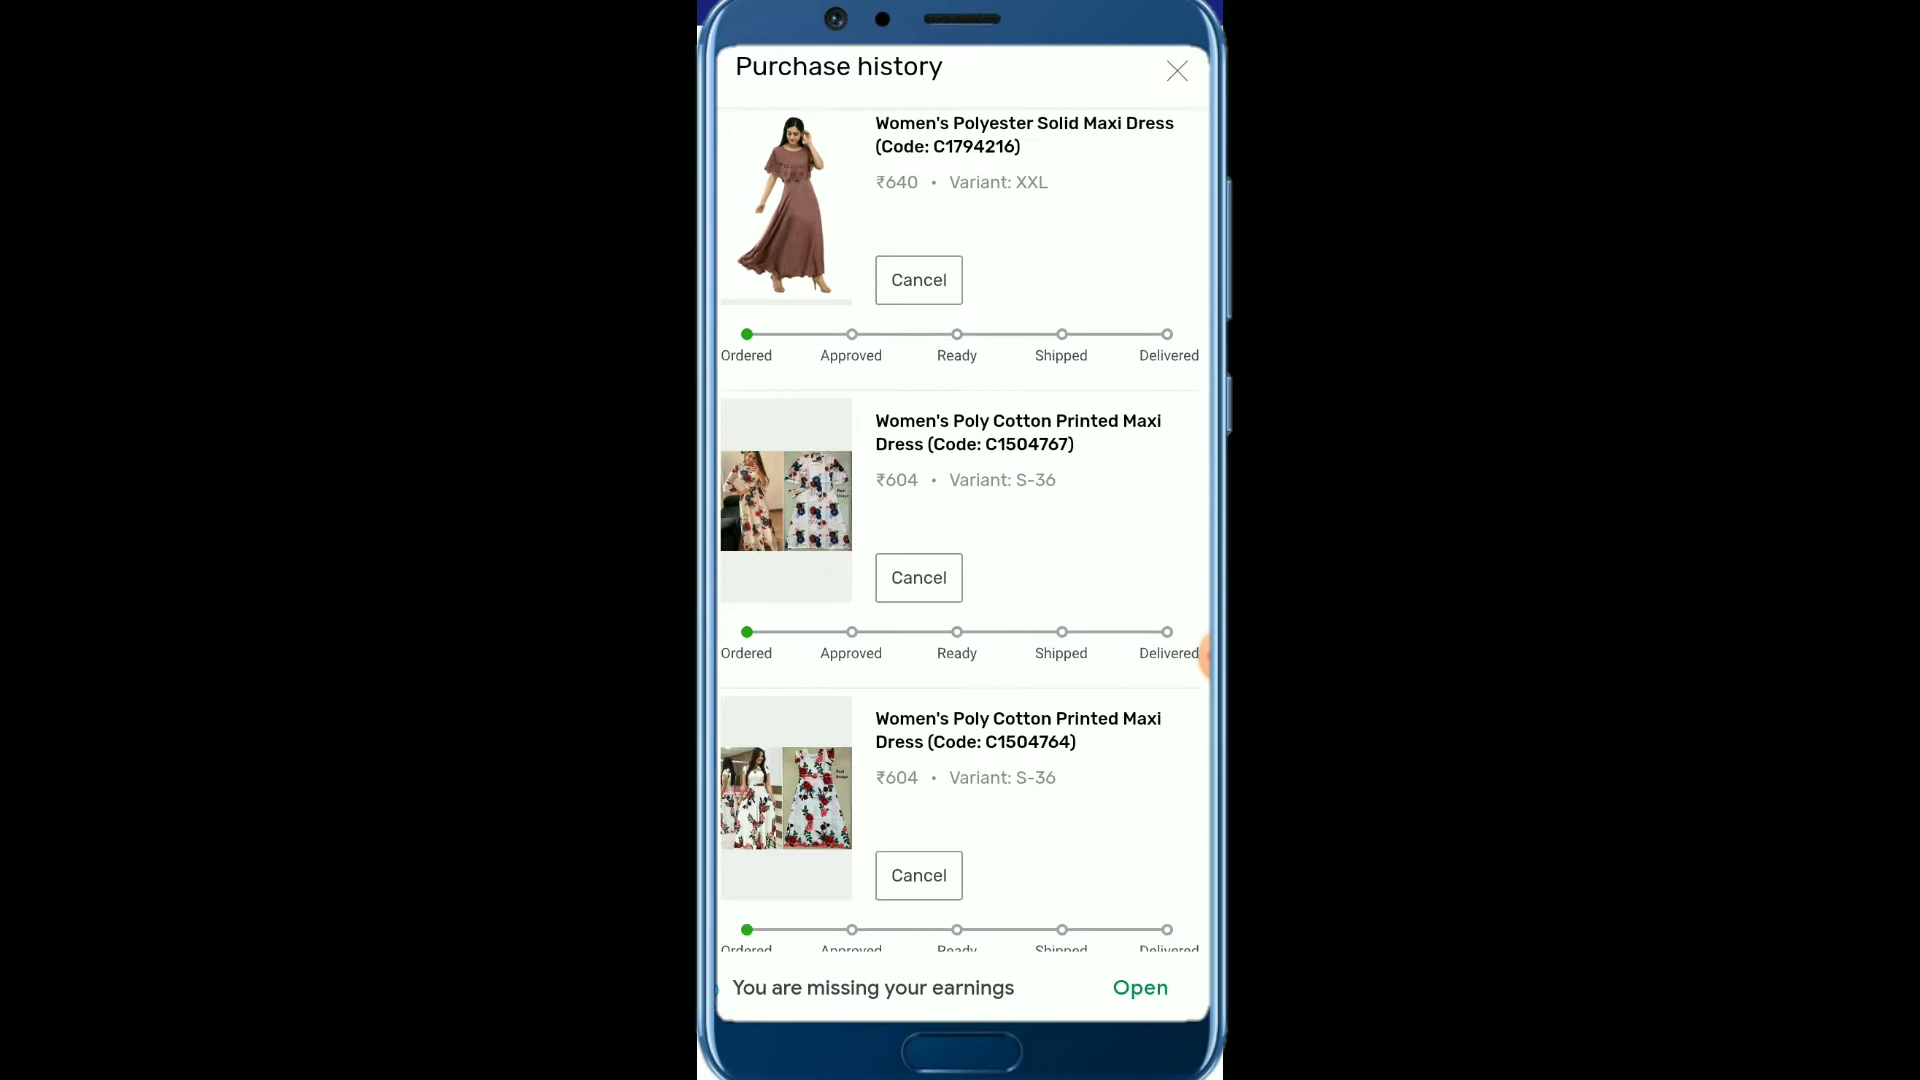 Purchase history
Women's Polyester Solid Maxi Dress
(Code: C1794216)
₹640 • Variant: XXL
Cancel
Ordered Approved Ready Shipped Delivered
Women's Poly Cotton Printed Maxi
Dress (Code: C1504767)
₹604 • Variant: S-36
Cancel
Ordered Approved Ready Shipped Delivered
Women's Poly Cotton Printed Maxi
Dress (Code: C1504764)
₹604 • Variant: S-36
Cancel
Ordered Approved Ready Shipped Delivered
You are missing your earnings
Open